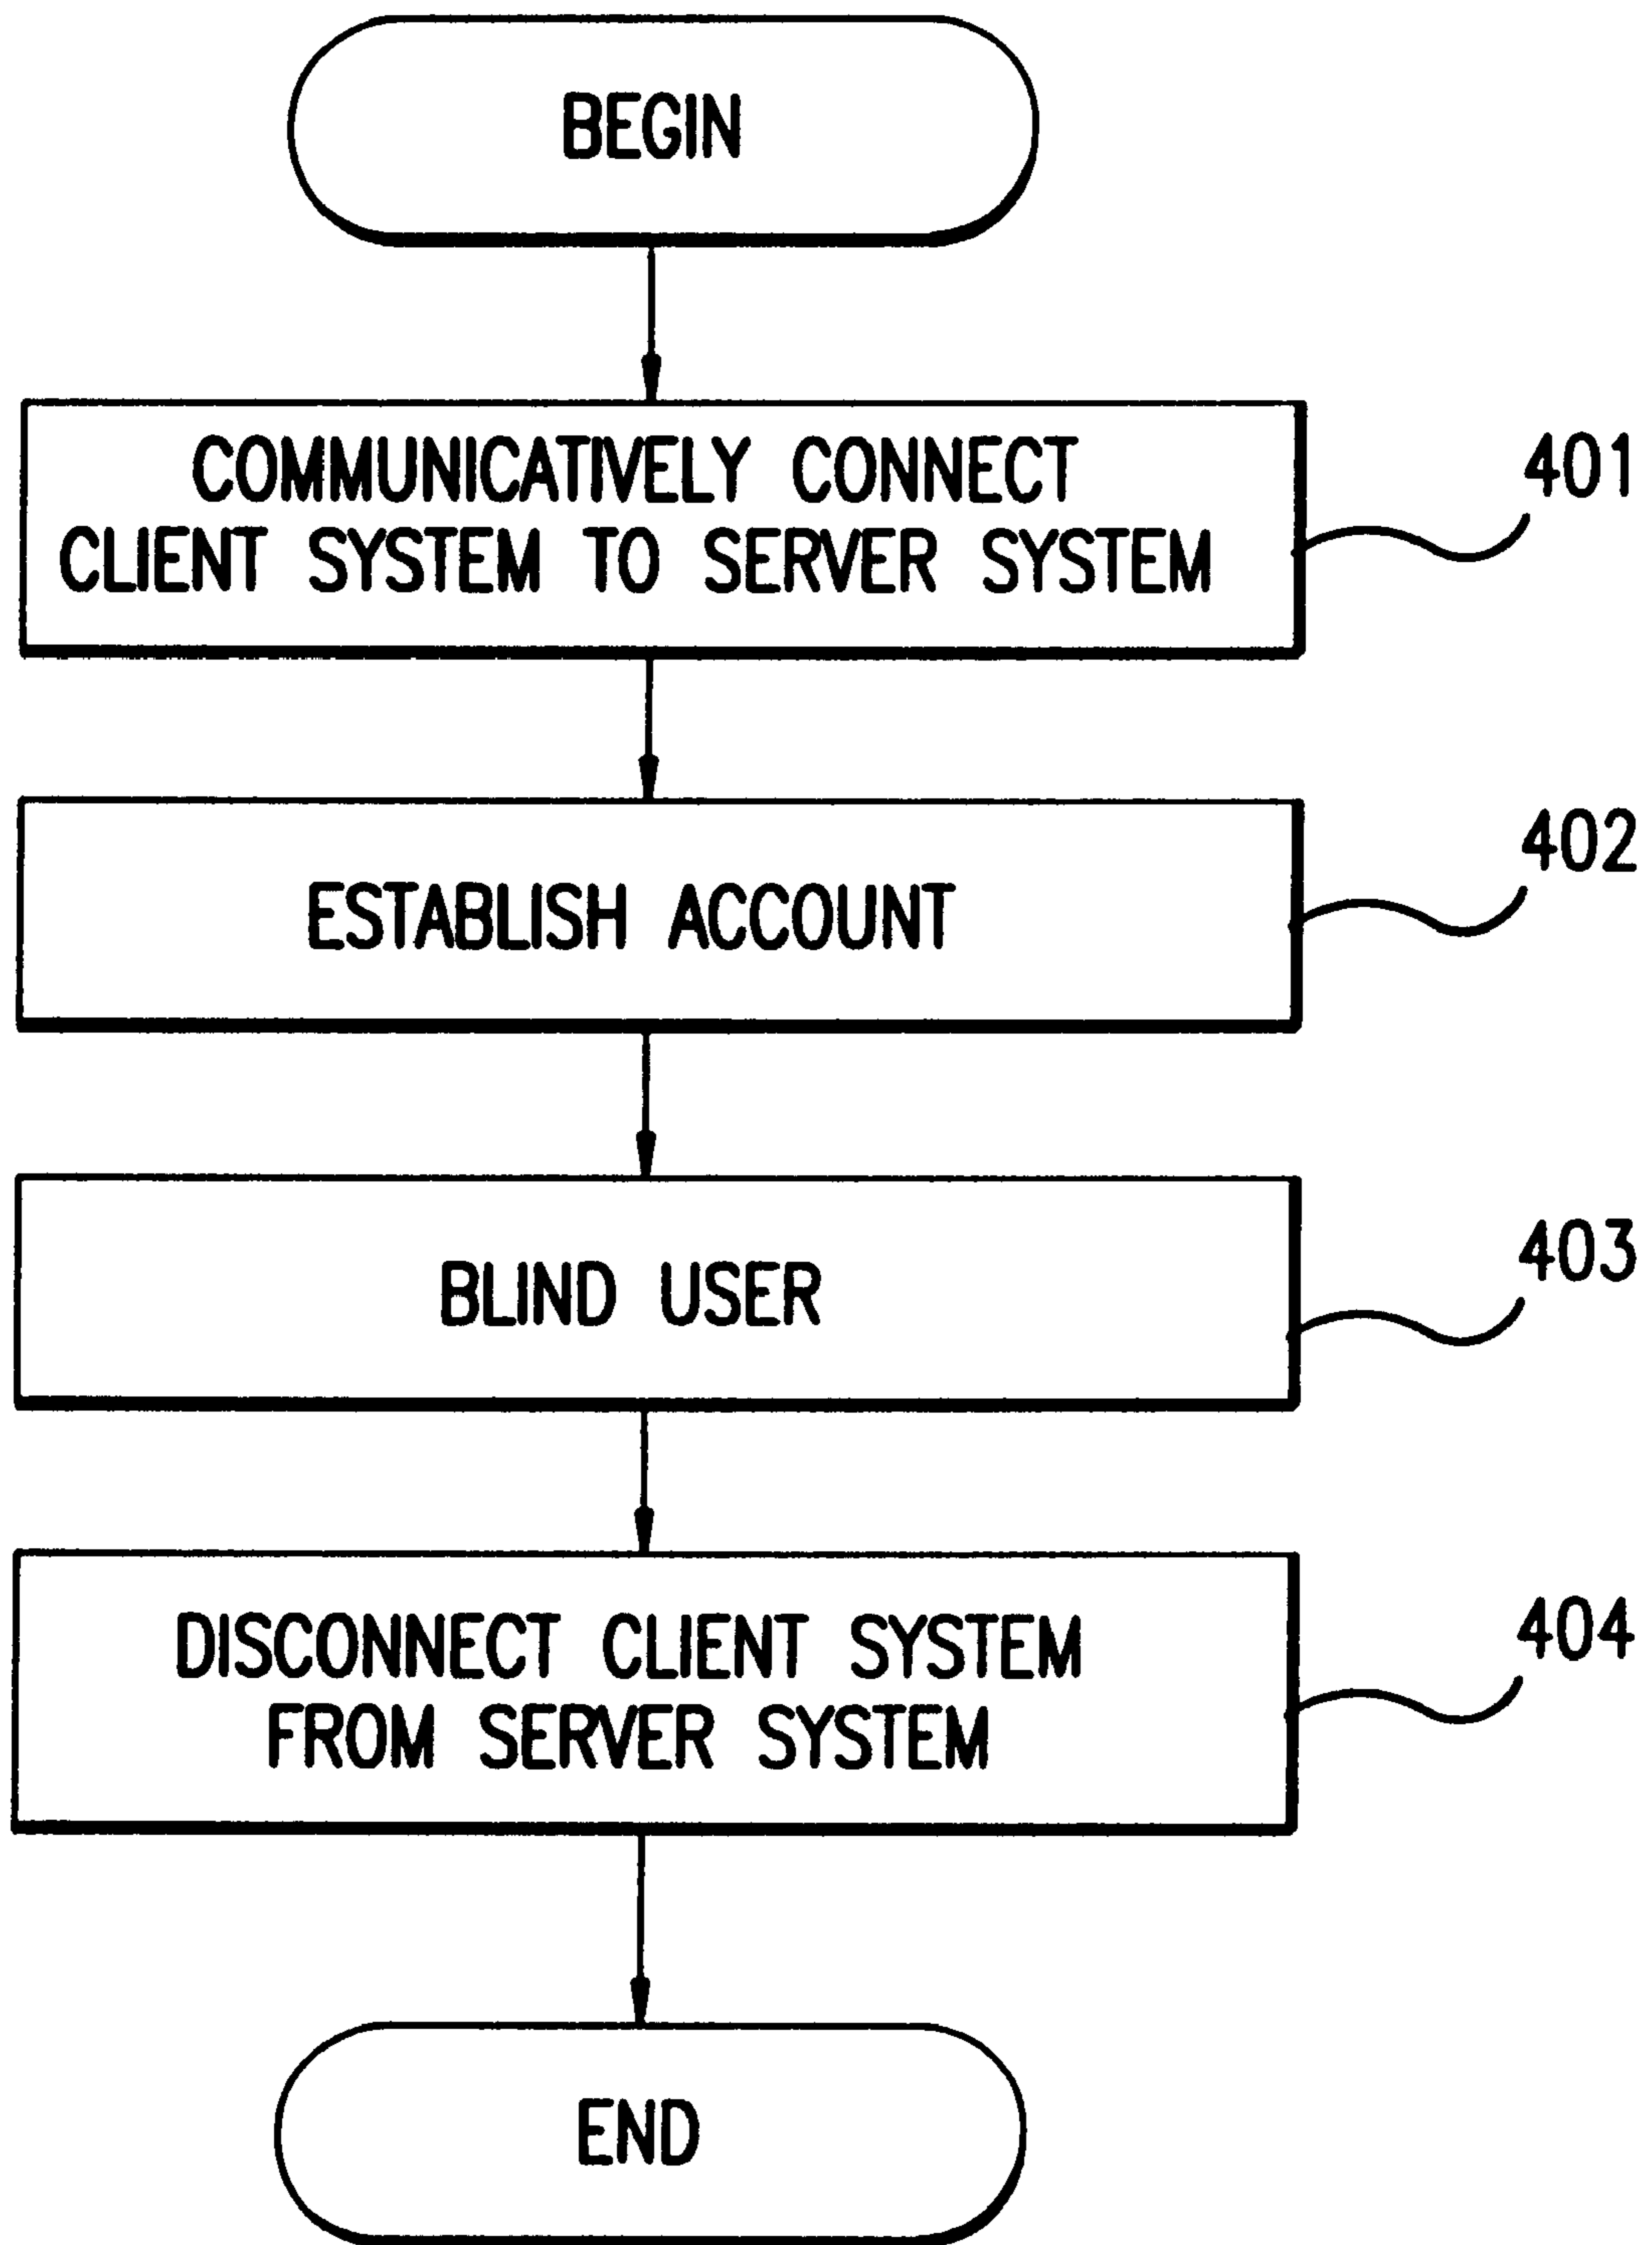 BEGIN
COMMUNICATIVELY CONNECT
CLIENT SYSTEM TO SERVER SYSTEM
401
ESTABLISH ACCOUNT
402
BLIND USER
403
DISCONNECT CLIENT SYSTEM
FROM SERVER SYSTEM
404
END